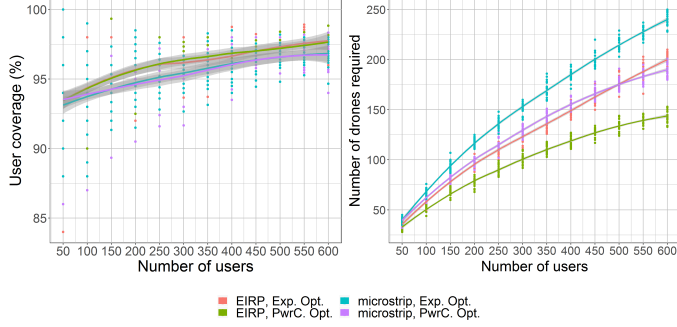 100
95
90
85
User coverage (%)
50 100 150 200 250 300 350 400 450 500 550 600
Number of users
250
200
150
100
50
Number of drones required
50 100 150 200 250 300 350 400 450 500 550 600
Number of users
EIRP, Exp. Opt.
microstrip, Exp. Opt.
EIRP, PwrC. Opt.
microstrip, PwrC. Opt.